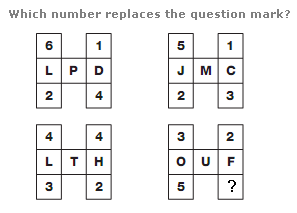 Which number replaces the question mark?
6 1 5 1
L P D J M C
2 4 2 3
4 4 3 2
L T H O U F
3 2 5 ?